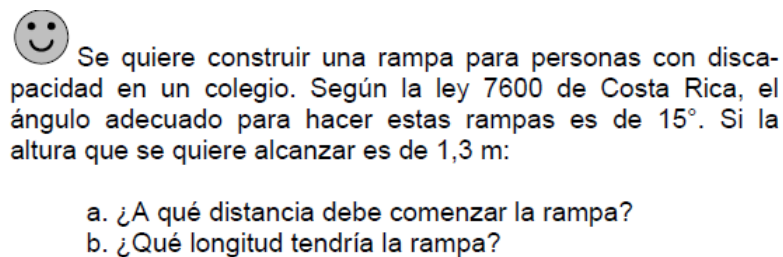 Se quiere construir una rampa para personas con disca-
pacidad en un colegio. Según la ley 7600 de Costa Rica, el
ángulo adecuado para hacer estas rampas es de 15°. Si la
altura que se quiere alcanzar es de 1,3 m:
a. ¿A qué distancia debe comenzar la rampa?
b. ¿Qué longitud tendría la rampa?